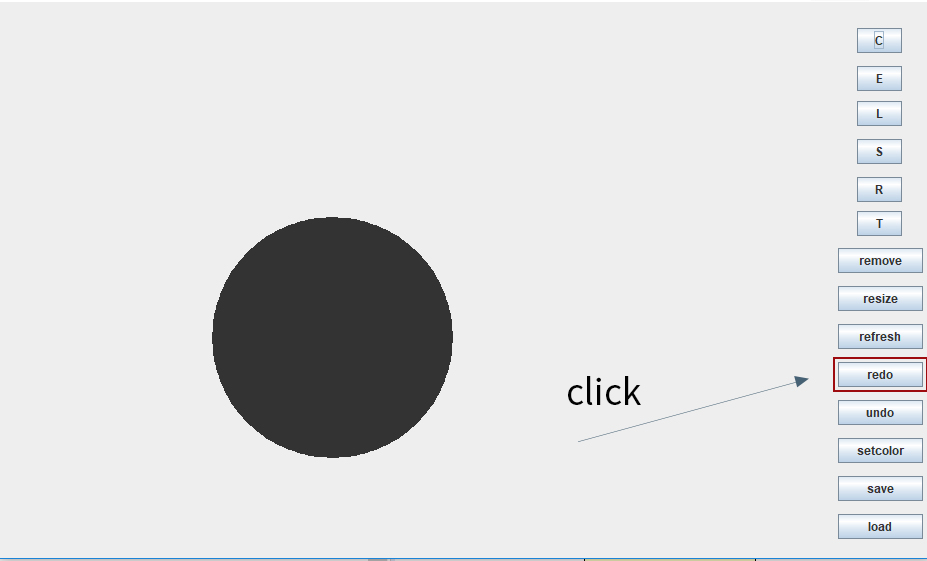 C
E
L
S
R
T
remove
resize
refresh
redo
click
undo
setcolor
save
load